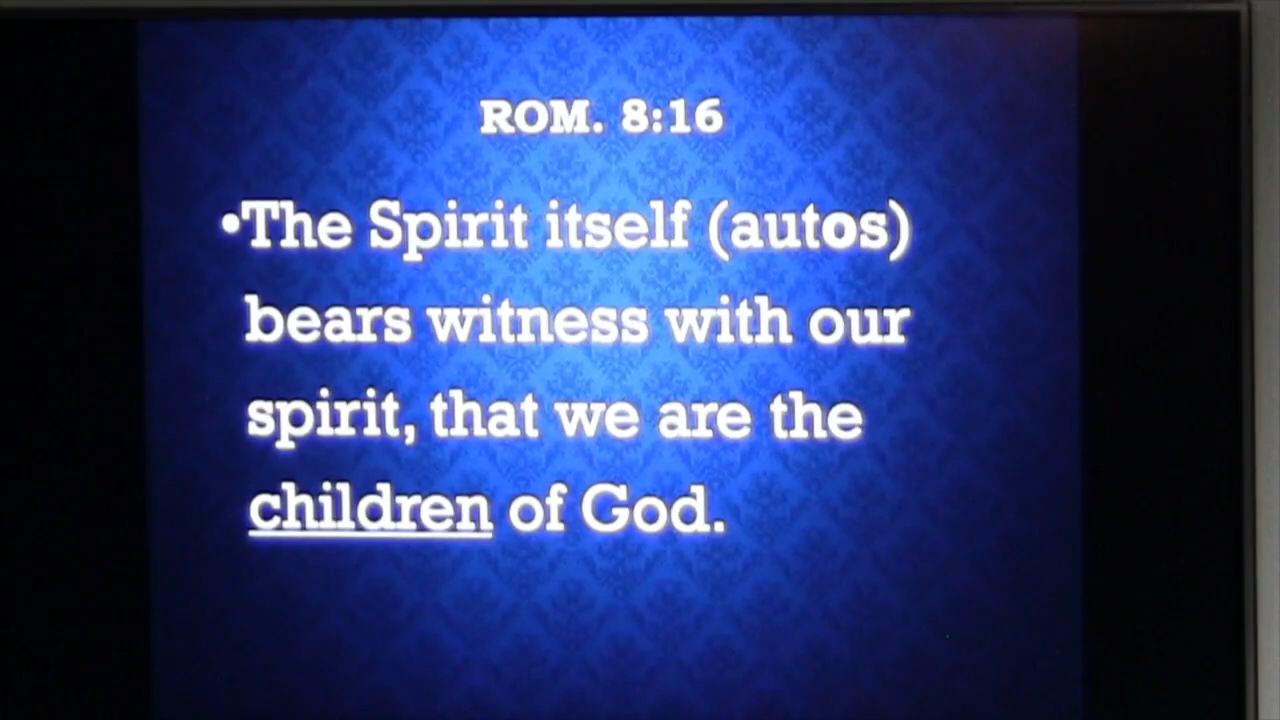 ROM. 8:16
•The Spirit itself (autos)
bears witness with our
spirit, that we are the
children of God.